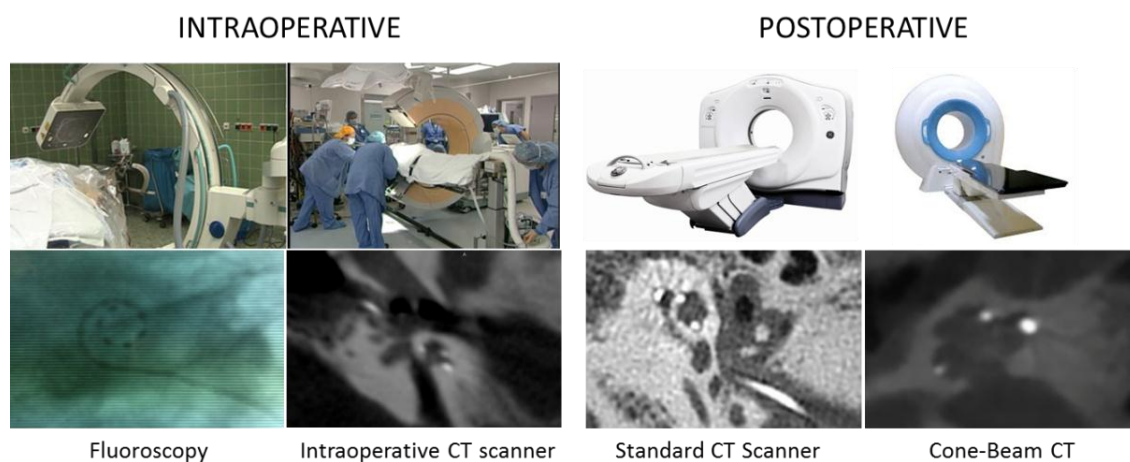 INTRAOPERATIVE
POSTOPERATIVE
Fluoroscopy
Intraoperative CT scanner
Standard CT Scanner
Cone-Beam CT